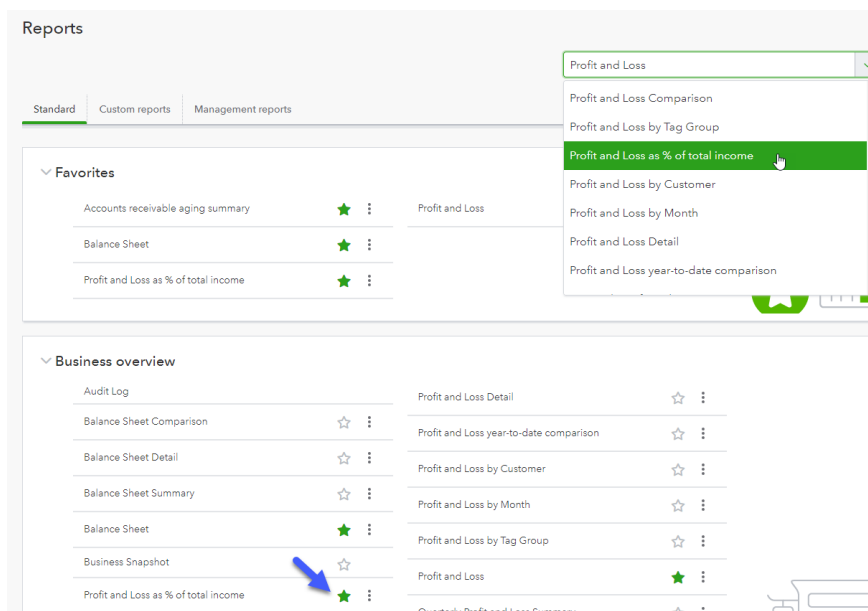 Reports
Profit and Loss
Profit and Loss Comparison
Profit and Loss by Tag Group
Profit and Loss as % of total income
Profit and Loss by Customer
Profit and Loss by Month
Profit and Loss Detail
Profit and Loss year-to-date comparison
Standard
Custom reports
Management reports
Favorites
Accounts receivable aging summary
Balance Sheet
Profit and Loss as % of total income
Profit and Loss
Business overview
Audit Log
Balance Sheet Comparison
Balance Sheet Detail
Balance Sheet Summary
Balance Sheet
Business Snapshot
Profit and Loss as % of total income
Profit and Loss Detail
Profit and Loss year-to-date comparison
Profit and Loss by Customer
Profit and Loss by Month
Profit and Loss by Tag Group
Profit and Loss
Quarterly Profit and Loss Summary